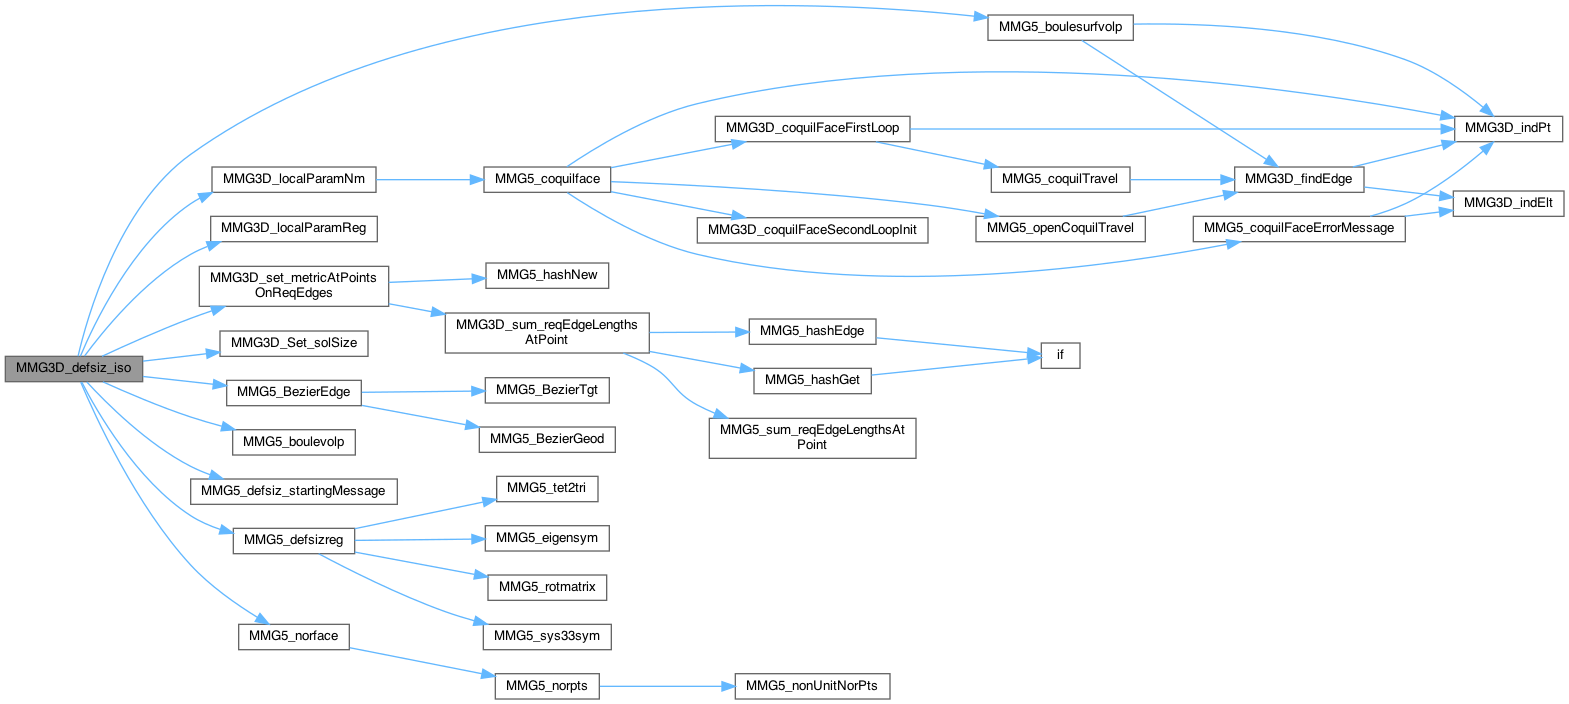 MMG5_boulesurfvolp
MMG3D_coquilFaceFirstLoop
MMG3D_indPt
MMG3D_localParamNm
MMG5_coquilface
MMG5_coquilTravel
MMG3D_findEdge
MMG3D_indElt
MMG3D_localParamReg
MMG3D_coquilFaceSecondLoopInit
MMG5_openCoquilTravel
MMG5_coquilFaceErrorMessage
MMG3D_set_metricAtPoints
OnReqEdges
MMG5_hashNew
MMG3D_sum_reqEdgeLengths
AtPoint
MMG5_hashEdge
MMG3D_Set_solSize
if
MMG3D_defsiz_iso
MMG5_BezierEdge
MMG5_BezierTgt
MMG5_hashGet
MMG5_boulevolp
MMG5_BezierGeod
MMG5_sum_reqEdgeLengthsAt
Point
MMG5_defsiz_startingMessage
MMG5_tet2tri
MMG5_defsizreg
MMG5_eigensym
MMG5_rotmatrix
MMG5_norface
MMG5_sys33sym
MMG5_norpts
MMG5_nonUnitNorPts